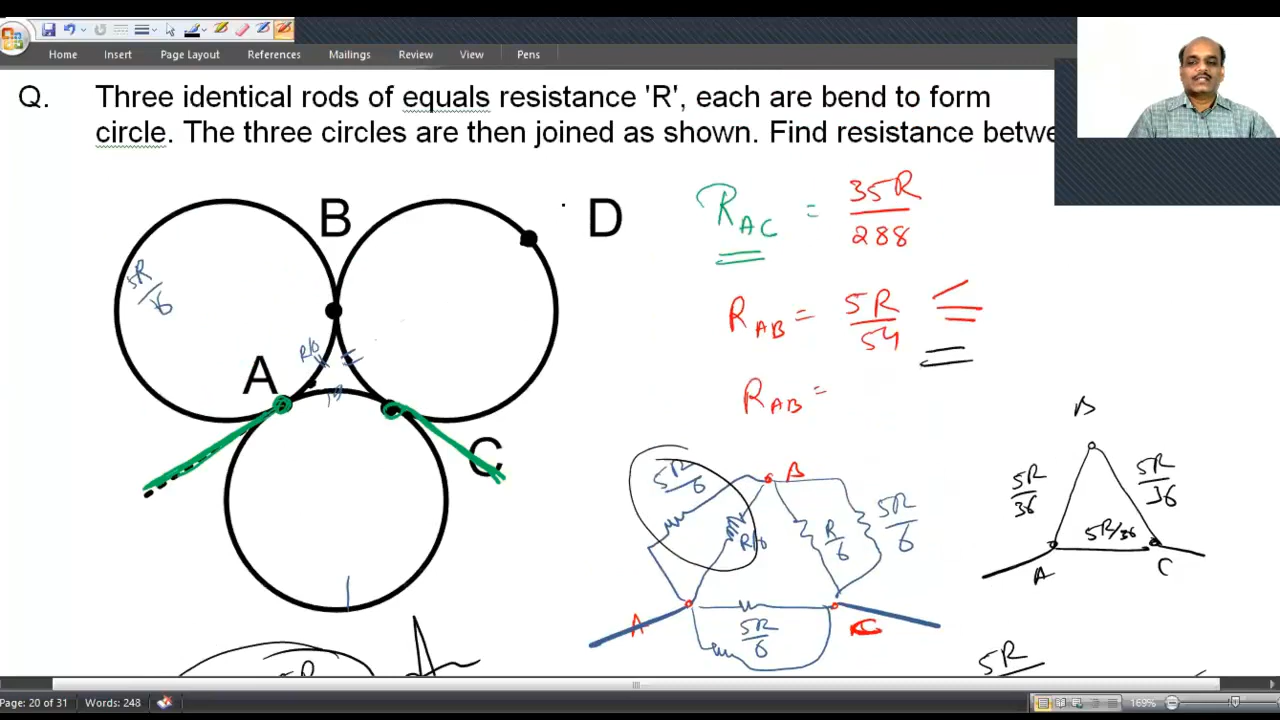 Home Insert Page Layout References Mailings Review View Pens
Q. Three identical rods of equals resistance 'R', each are bend to form
circle. The three circles are then joined as shown. Find resistance betwe
B
D
A
C
5R/6
R/6
R_AC = 35R/288
R_AB = 5R/54
R_AB =
5R/6
B
R/6
R/6
5R/6
A
5R/6
C
B
5R/36
5R/36
5R/36
A
C
5R
5R
Page: 20 of 31 Words: 248
169%